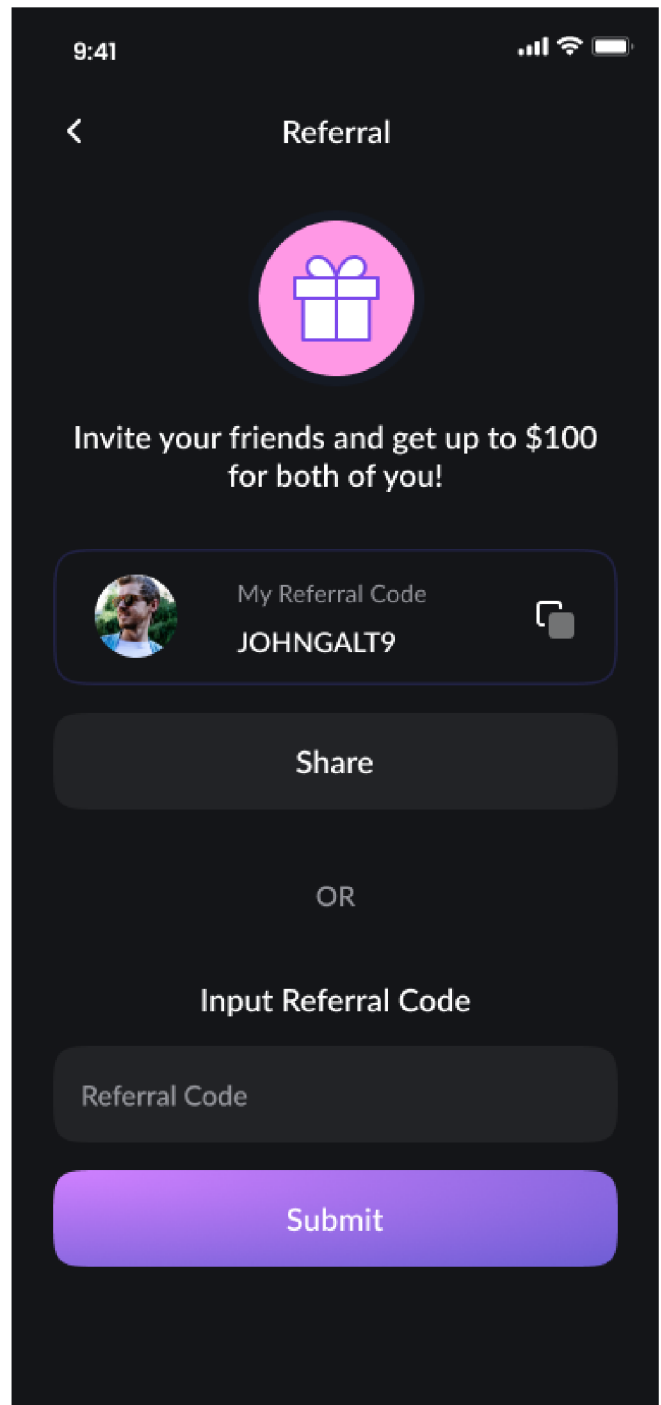 9:41
Referral
Invite your friends and get up to $100
for both of you!
My Referral Code
JOHNGALT9
Share
OR
Input Referral Code
Referral Code
Submit